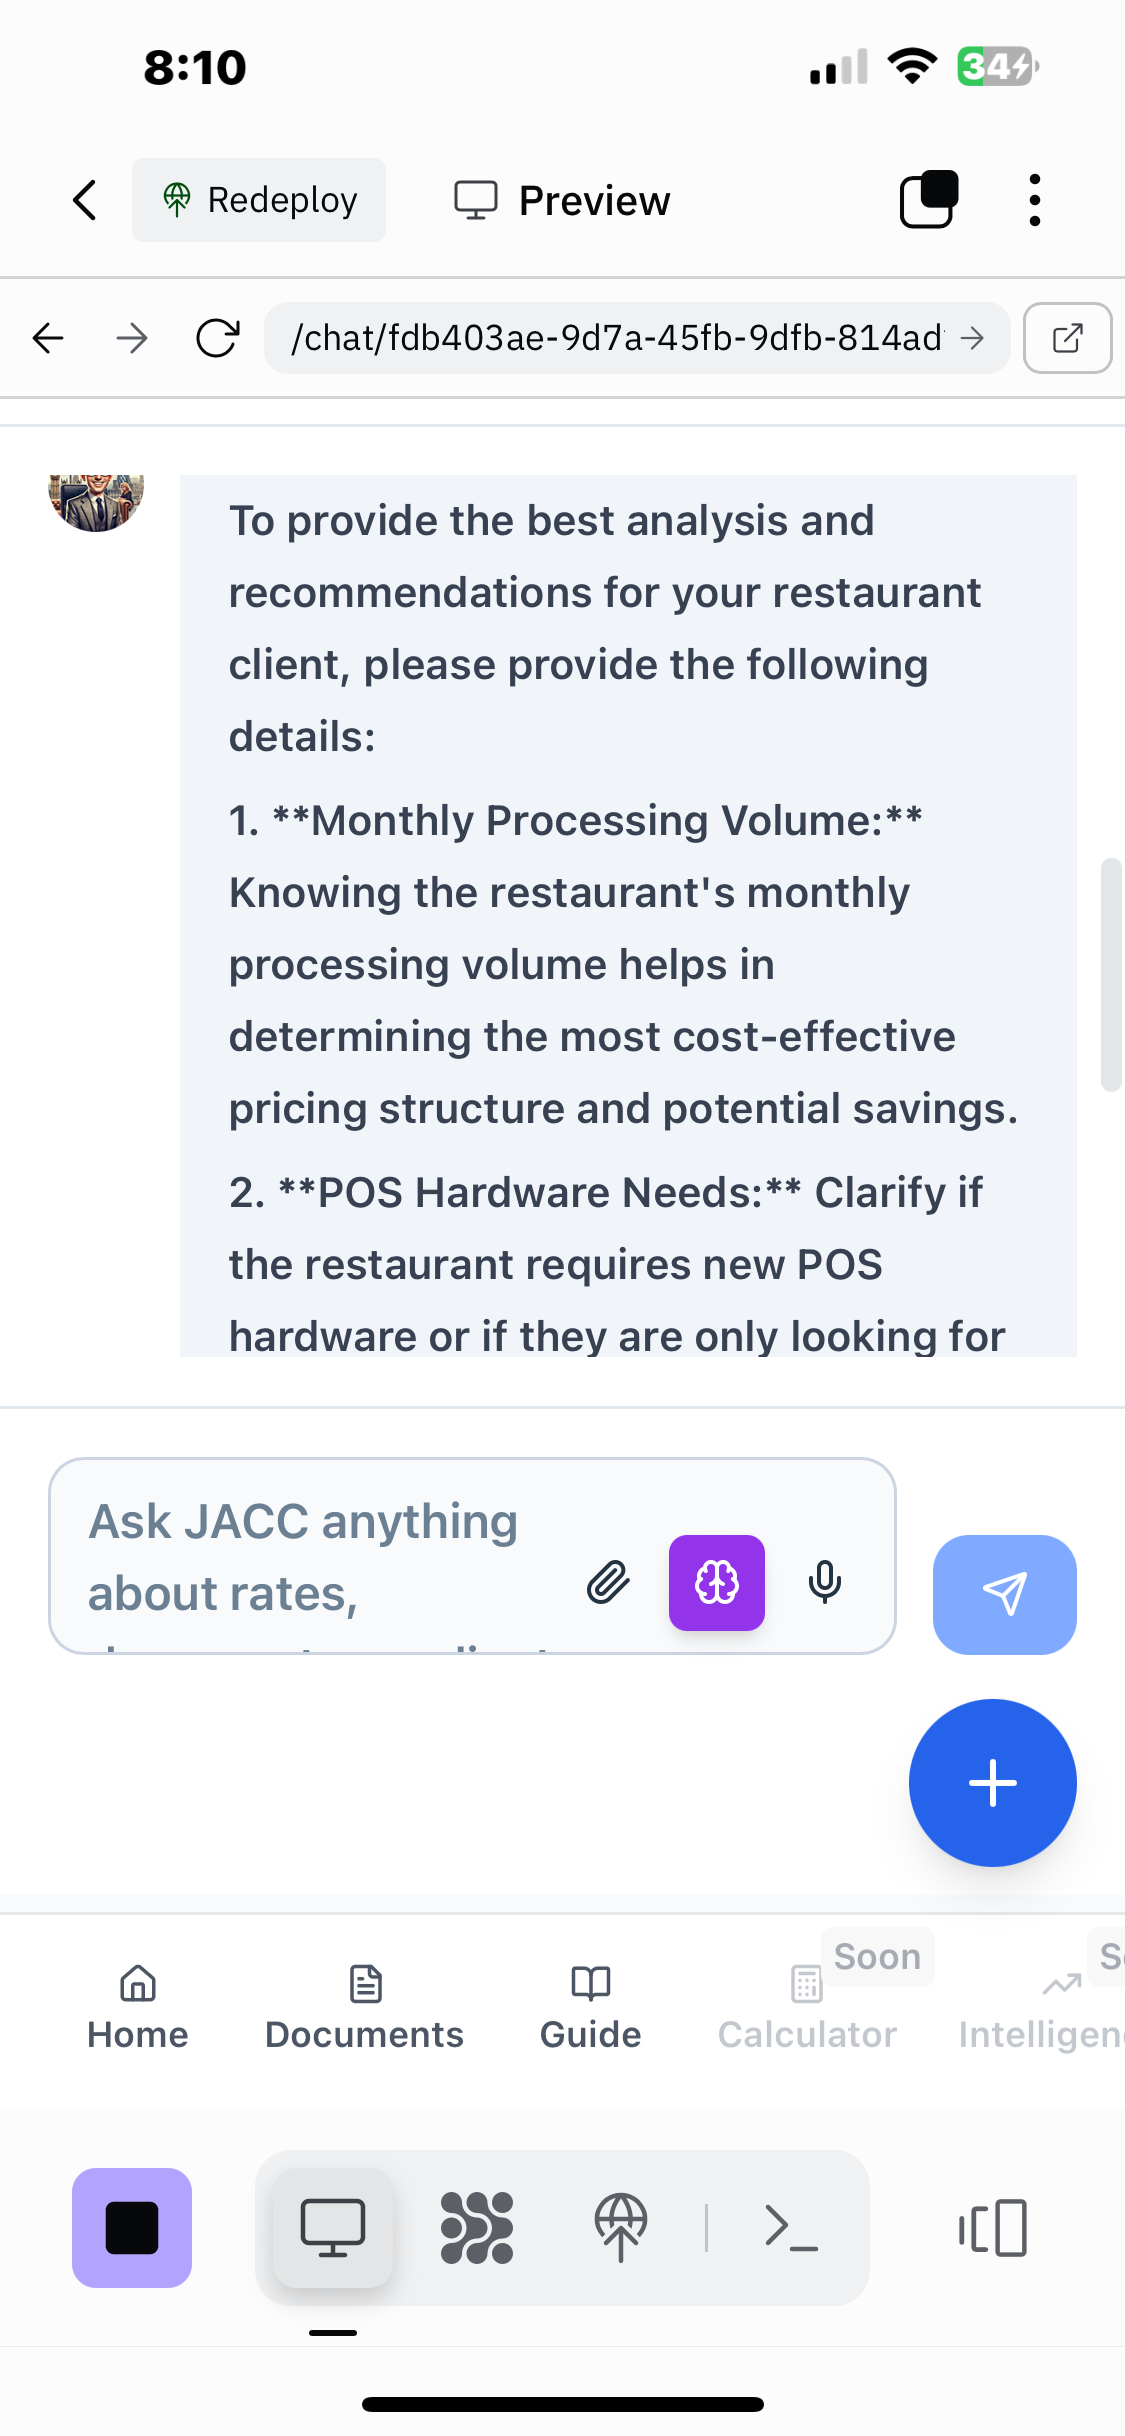 8:10
34
Redeploy
Preview
/chat/fdb403ae-9d7a-45fb-9dfb-814ad
To provide the best analysis and
recommendations for your restaurant
client, please provide the following
details:
1. **Monthly Processing Volume:**
Knowing the restaurant's monthly
processing volume helps in
determining the most cost-effective
pricing structure and potential savings.
2. **POS Hardware Needs:** Clarify if
the restaurant requires new POS
hardware or if they are only looking for
Ask JACC anything
about rates,
Soon
Home
Documents
Guide
Calculator